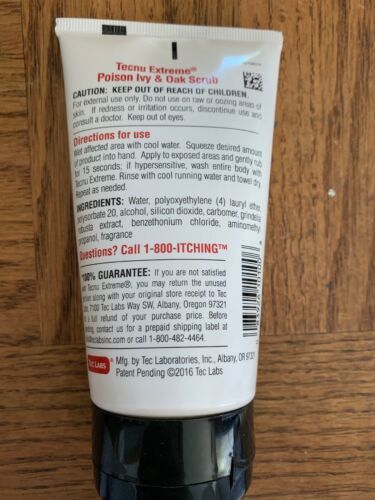 Tecnu Extreme®
Poison Ivy & Oak Scrub
CAUTION: KEEP OUT OF REACH OF CHILDREN.
For external use only. Do not use on raw or oozing areas of
skin. If redness or irritation occurs, discontinue use and
consult a doctor. Keep out of eyes.
Directions for use
Wet affected area with cool water. Squeeze desired amount
of product into hand. Apply to exposed areas and gently rub
for 15 seconds; if hypersensitive, wash entire body with
Tecnu Extreme. Rinse with cool running water and towel dry.
Repeat as needed.
INGREDIENTS: Water, polyoxyethylene (4) lauryl ether,
polysorbate 20, alcohol, silicon dioxide, carbomer, grindelia
robusta extract, benzethonium chloride, aminomethyl
propanol, fragrance
Questions? Call 1-800-ITCHING™
100% GUARANTEE: If you are not satisfied
Tecnu Extreme®, you may return the unused
along with your original store receipt to Tec
7100 Tec Labs Way SW, Albany, Oregon 97321
a full refund of your purchase price. Before
contact us for a prepaid shipping label at
or call 1-800-482-4464.
TEC LABS ® Mfg. by Tec Laboratories, Inc., Albany, OR 97321
Patent Pending ©2016 Tec Labs